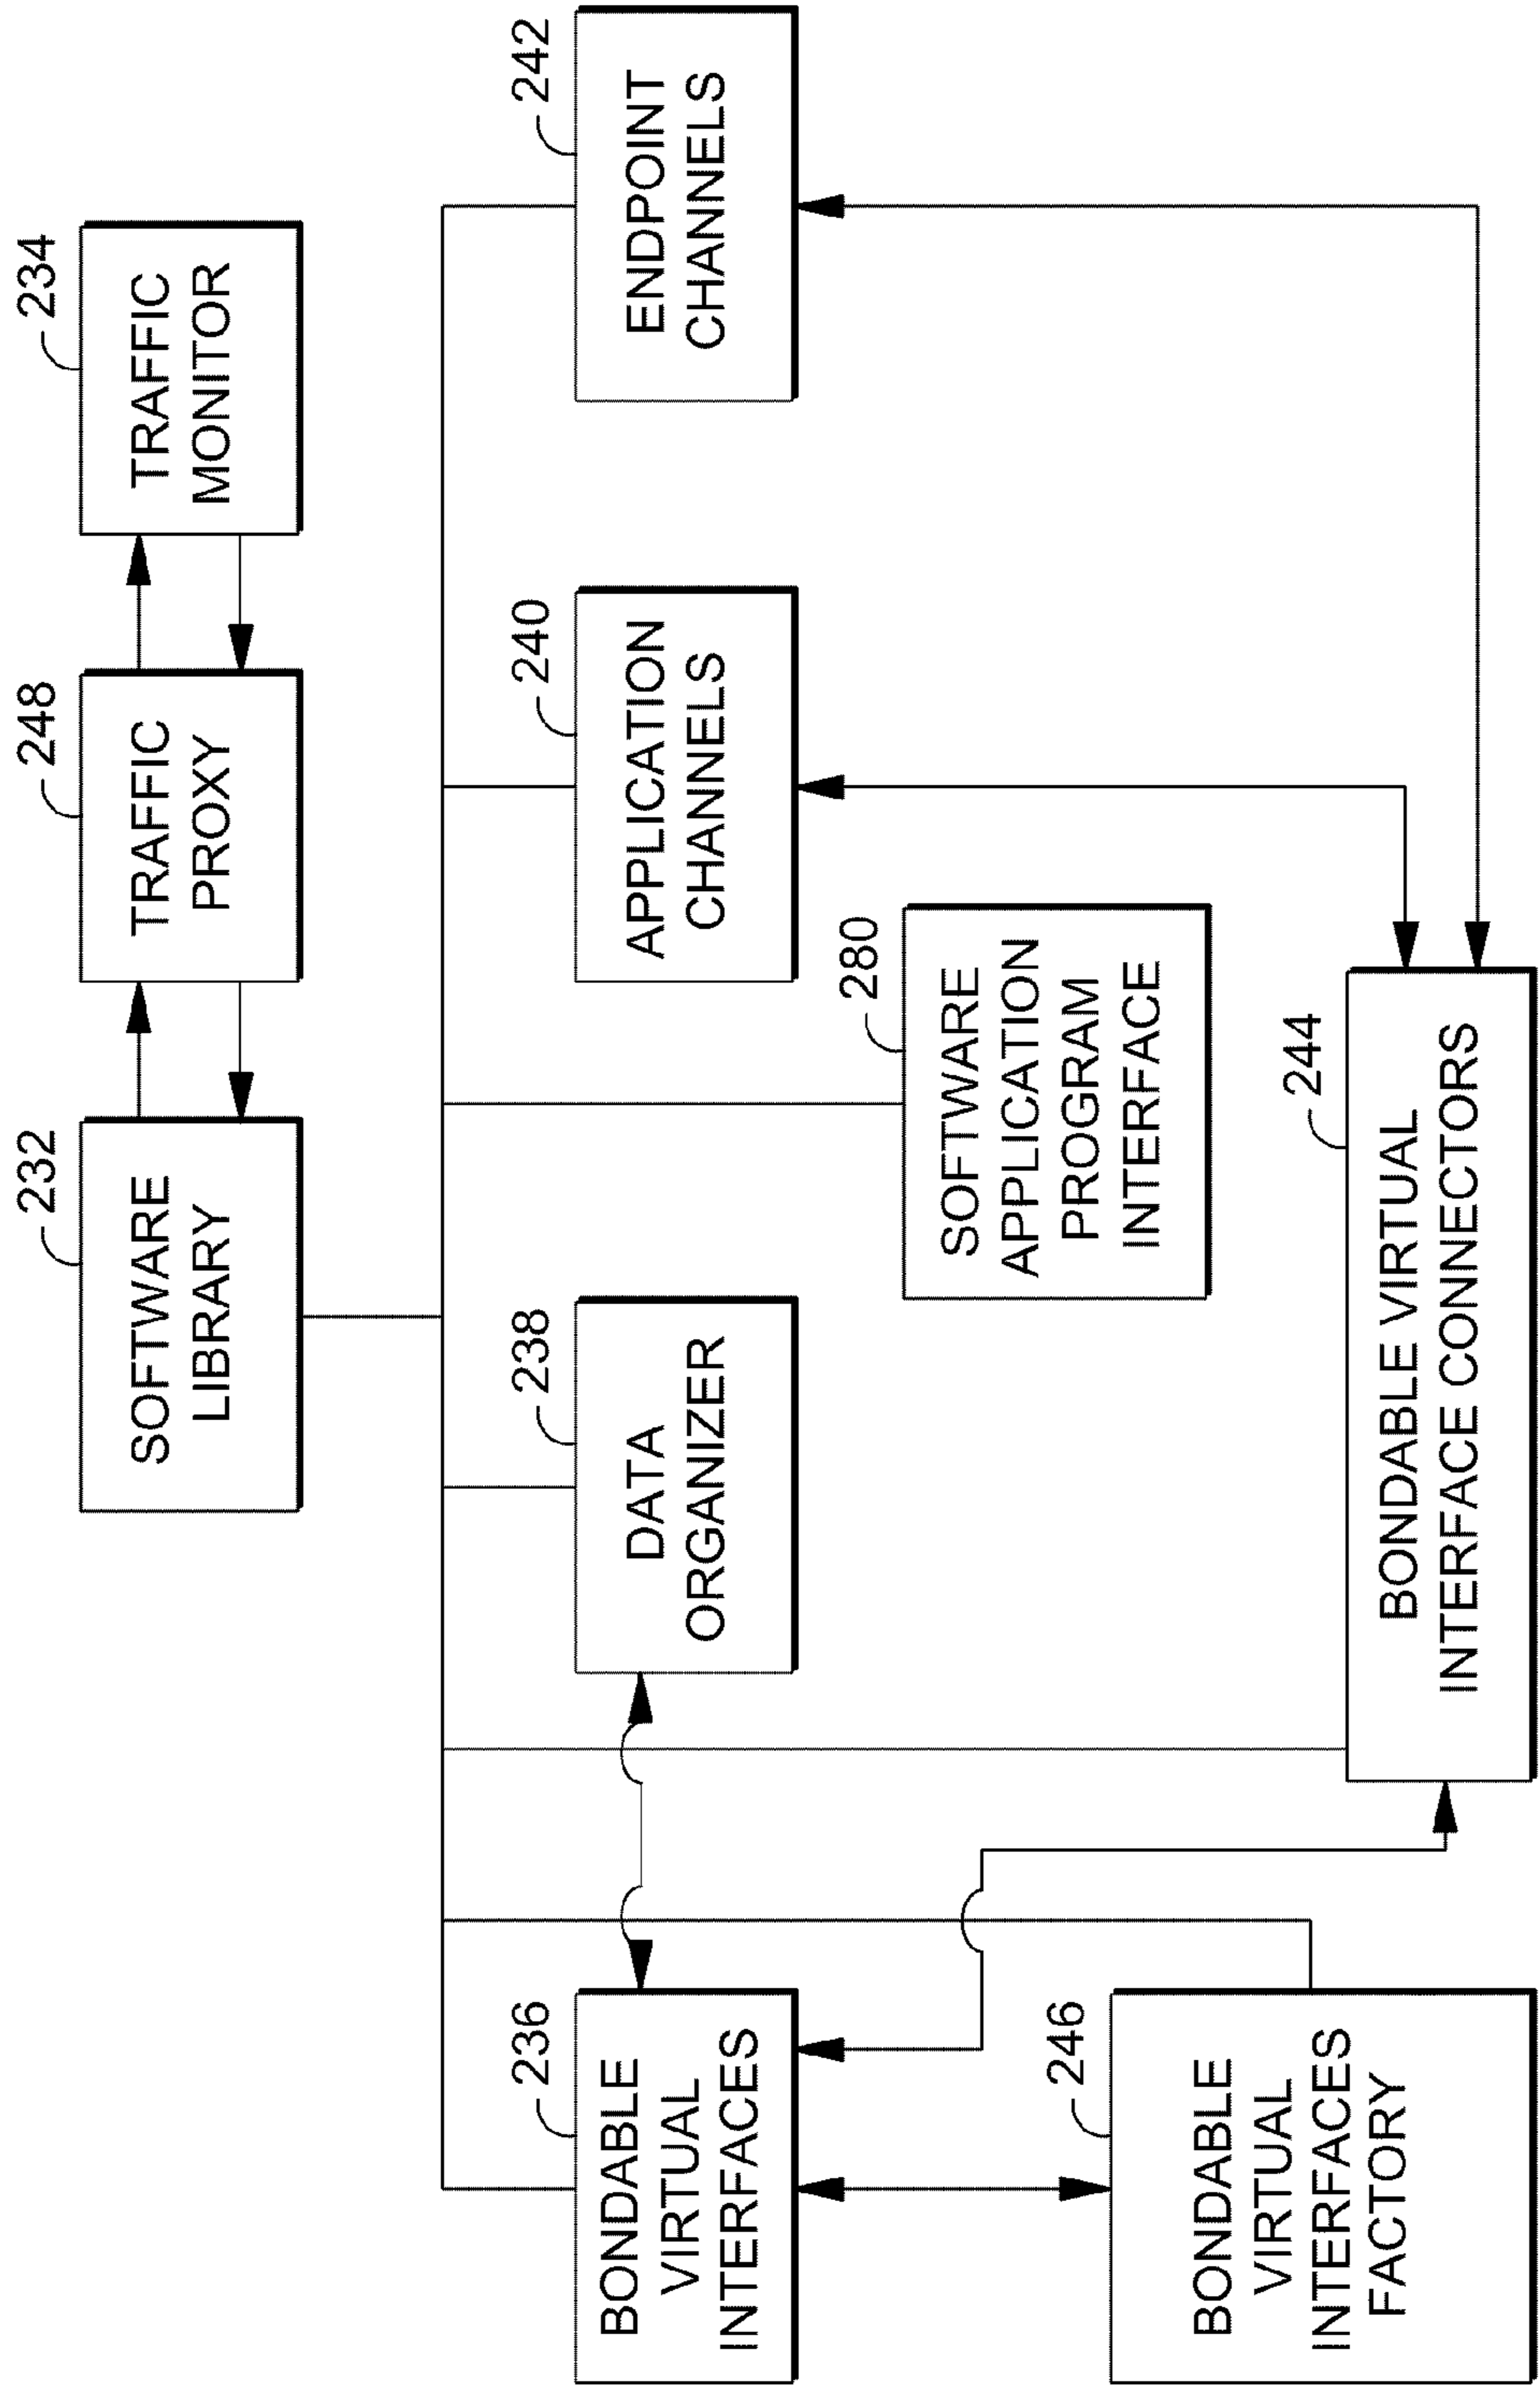 232
SOFTWARE
LIBRARY
248
TRAFFIC
PROXY
234
TRAFFIC
MONITOR
236
BONDABLE
VIRTUAL
INTERFACES
238
DATA
ORGANIZER
240
APPLICATION
CHANNELS
242
ENDPOINT
CHANNELS
280
SOFTWARE
APPLICATION
PROGRAM
INTERFACE
246
BONDABLE
VIRTUAL
INTERFACES
FACTORY
244
BONDABLE VIRTUAL
INTERFACE CONNECTORS